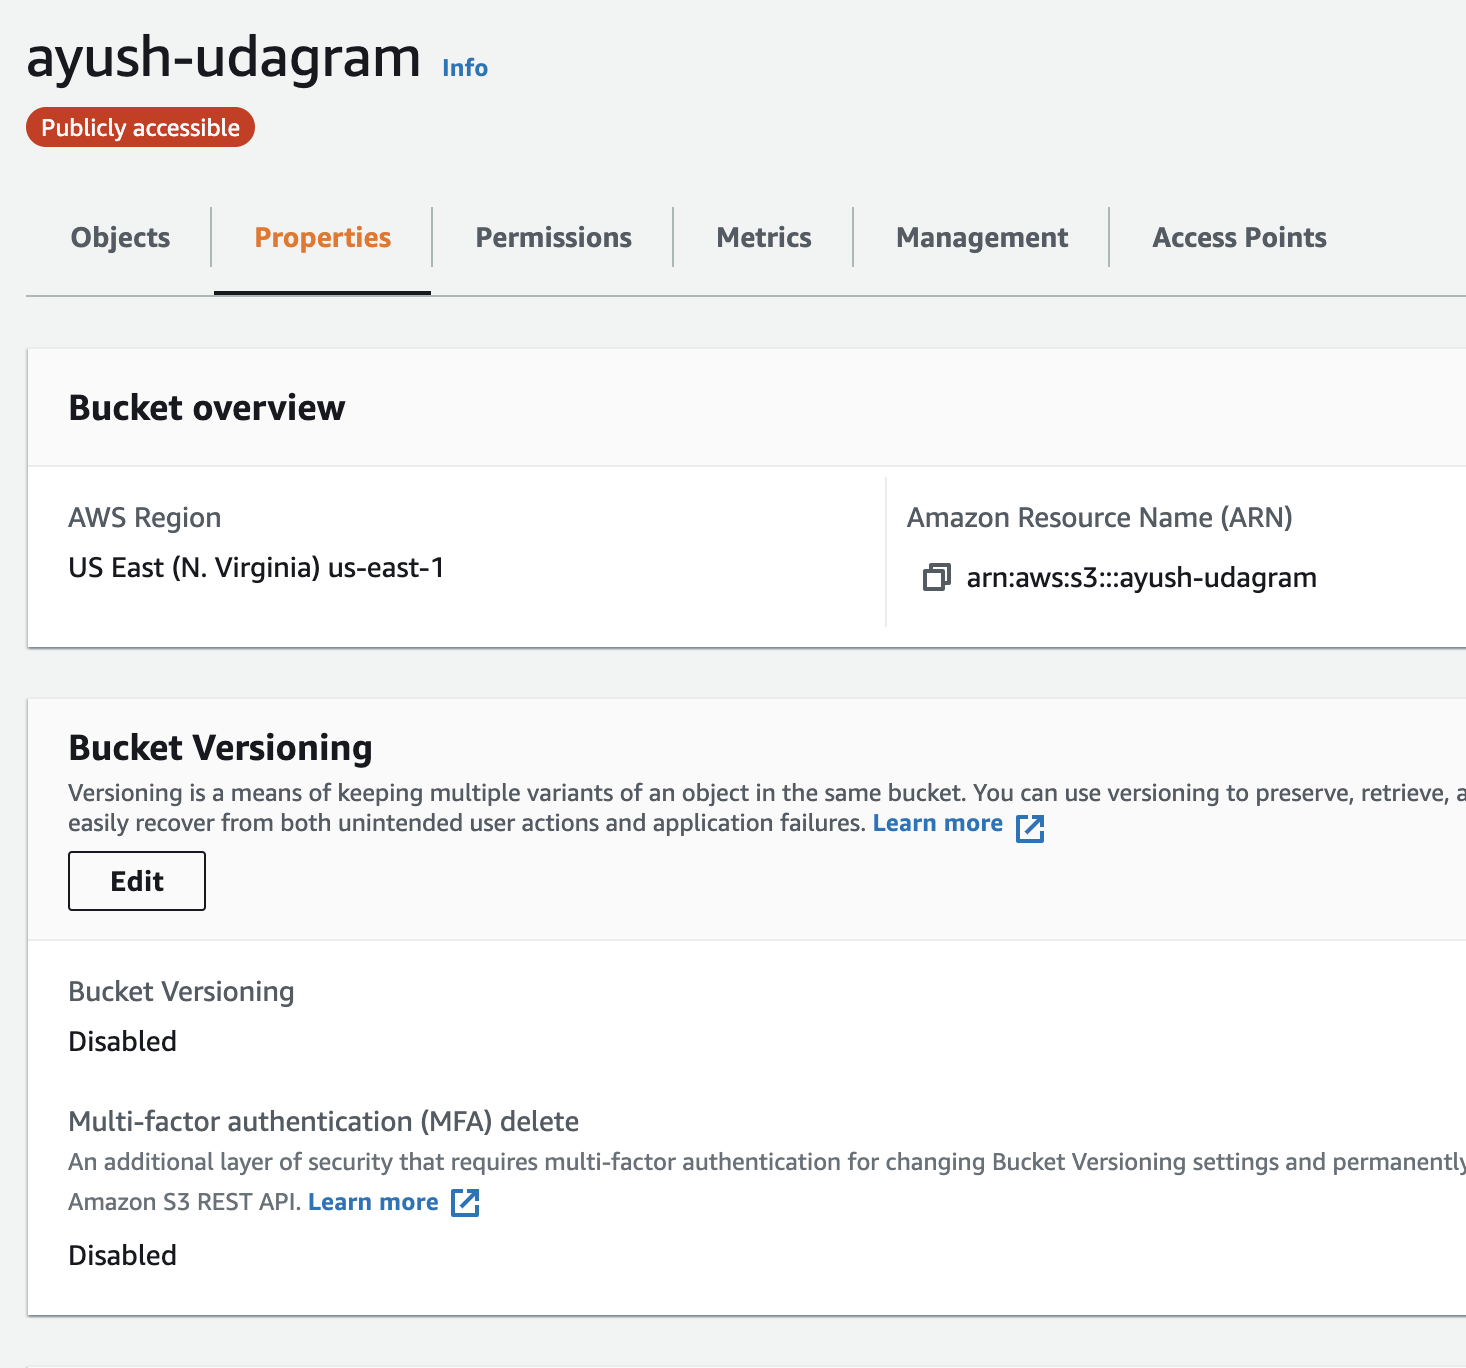 ayush-udagram Info
Publicly accessible
Objects Properties Permissions Metrics Management Access Points
Bucket overview
AWS Region
US East (N. Virginia) us-east-1
Amazon Resource Name (ARN)
arn:aws:s3:::ayush-udagram
Bucket Versioning
Versioning is a means of keeping multiple variants of an object in the same bucket. You can use versioning to preserve, retrieve, a
easily recover from both unintended user actions and application failures. Learn more
Edit
Bucket Versioning
Disabled
Multi-factor authentication (MFA) delete
An additional layer of security that requires multi-factor authentication for changing Bucket Versioning settings and permanently
Amazon S3 REST API. Learn more
Disabled